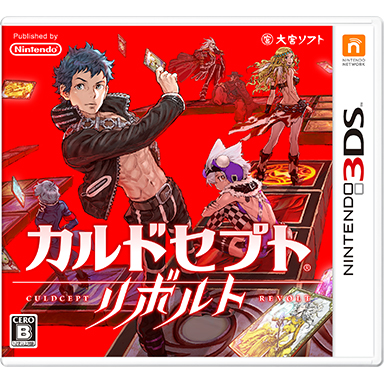 Published by
Nintendo
大宮ソフト
NINTENDO
NETWORK
NINTENDO 3DS
カルドセプト®
CULDCEPT REVOLT
リボルト
CERO
B